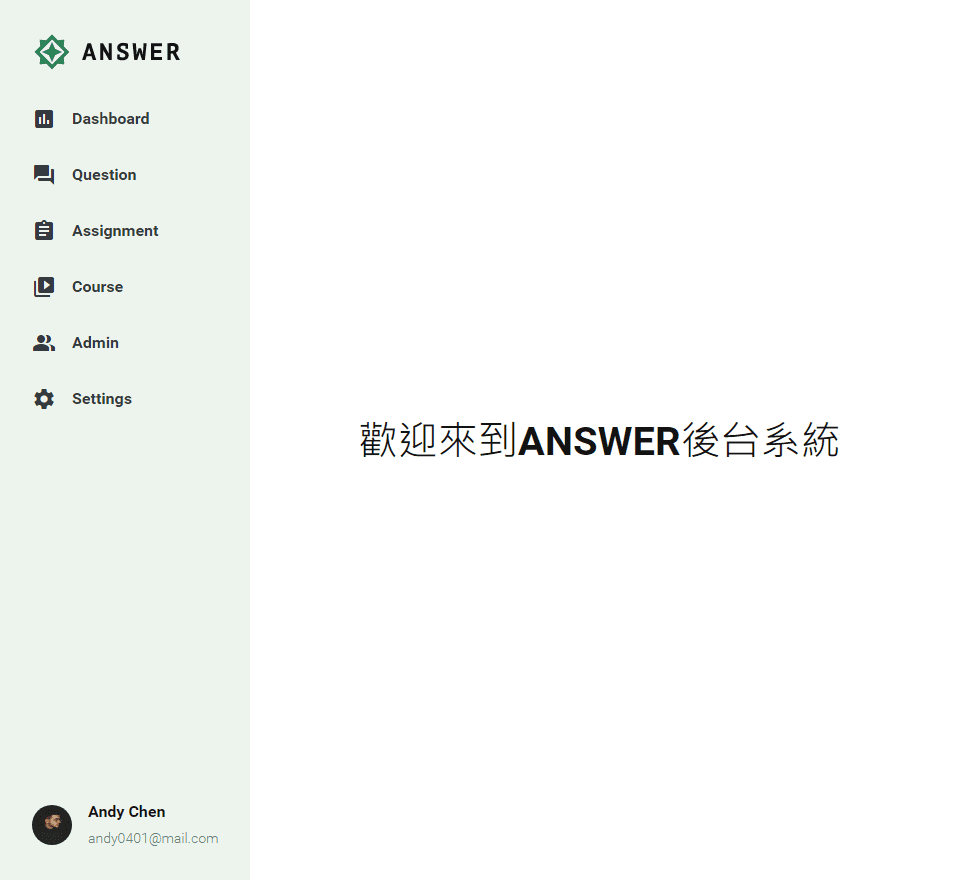 ANSWER
Dashboard
Question
Assignment
Course
Admin
Settings
歡迎來到ANSWER後台系統
Andy Chen
andy0401@mail.com